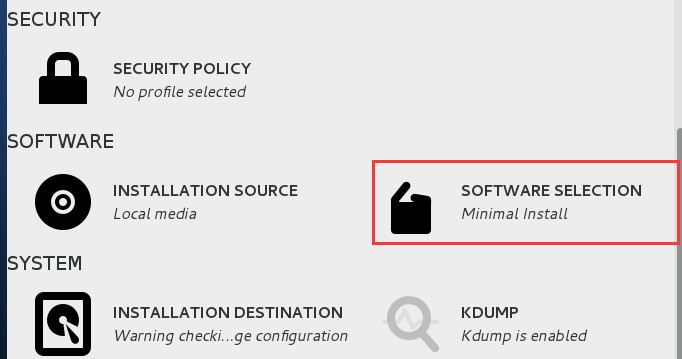 SECURITY
SECURITY POLICY
No profile selected
SOFTWARE
INSTALLATION SOURCE
Local media
SOFTWARE SELECTION
Minimal Install
SYSTEM
INSTALLATION DESTINATION
Warning checki...ge configuration
KDUMP
Kdump is enabled